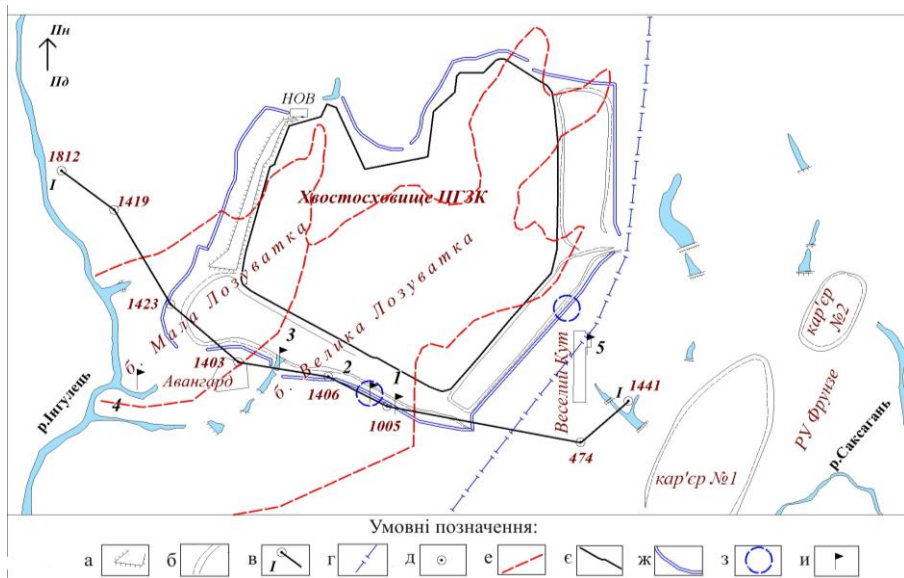 Пн
Пд
НОВ
1812
I
1419
Хвостосховище ЦГЗК
б. Мала Лозуватка
б. Велика Лозуватка
1423
3
1403
2
1
Авангард
1406
1005
4
р.Інгулець
5
Веселий Кут
I
1441
474
кар'єр
№2
кар'єр №1
РУ Фрунзе
р.Саксагань
Умовні позначення:
а
б
в
I
г
д
е
є
ж
з
и